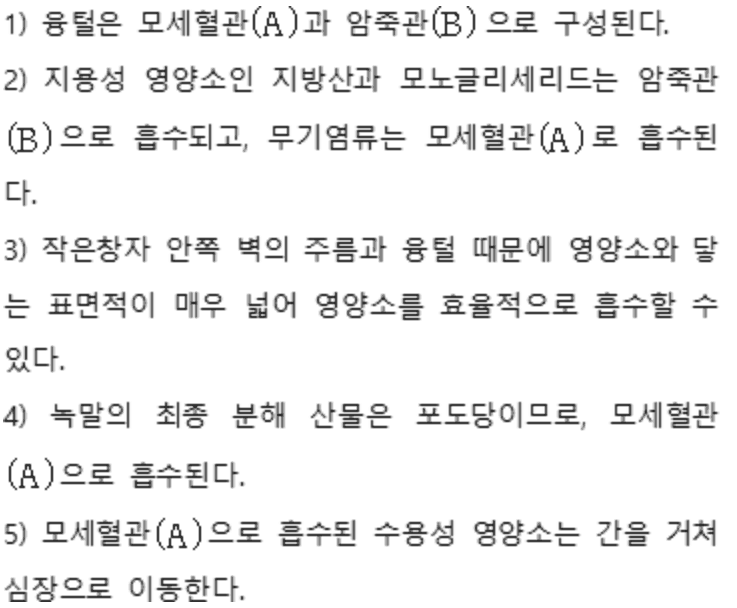 1) 융털은 모세혈관(A)과 암죽관(B)으로 구성된다.
2) 지용성 영양소인 지방산과 모노글리세리드는 암죽관
(B)으로 흡수되고, 무기염류는 모세혈관(A)로 흡수된
다.
3) 작은창자 안쪽 벽의 주름과 융털 때문에 영양소와 닿
는 표면적이 매우 넓어 영양소를 효율적으로 흡수할 수
있다.
4) 녹말의 최종 분해 산물은 포도당이므로, 모세혈관
(A)으로 흡수된다.
5) 모세혈관(A)으로 흡수된 수용성 영양소는 간을 거쳐
심장으로 이동한다.